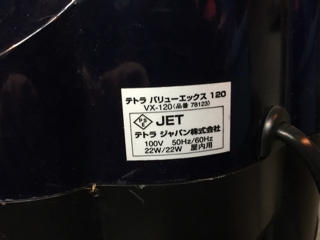 テトラ バリューエックス 120
VX-120 (品番 78123)
PSE JET
テトラ ジャパン株式会社
100V 50Hz/60Hz
22W/22W 屋内用